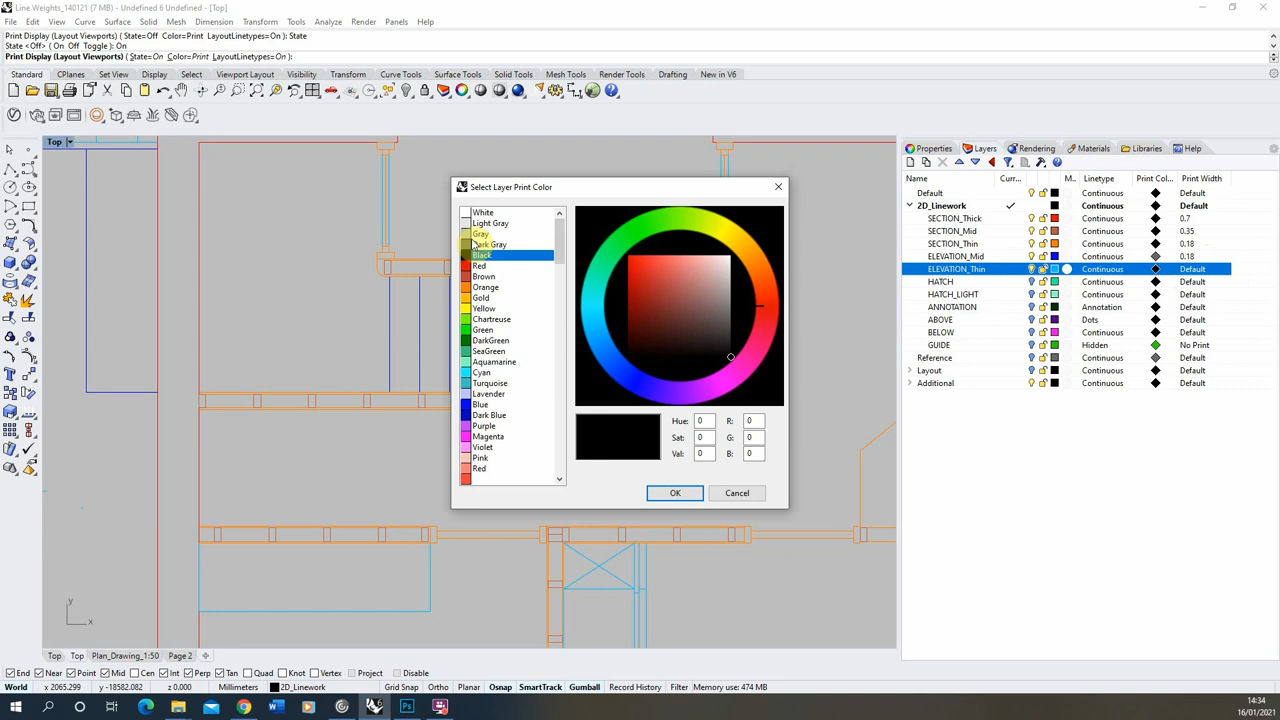 Line Weights_140121 (7 MB) - Undefined 6 Undefined - [Top]
File Edit View Curve Surface Solid Mesh Dimension Transform Tools Analyze Render Panels Help
Print Display (Layout Viewports) ( State=Off Color=Print LayoutLinetypes=On ): State
State <Off> ( On Off Toggle ): On
Print Display (Layout Viewports) ( State=On Color=Print LayoutLinetypes=On ):
Standard CPlanes Set View Display Select Viewport Layout Visibility Transform Curve Tools Surface Tools Solid Tools Mesh Tools Render Tools Drafting New in V6
Top
Properties Layers Rendering Materials Libraries Help
Name Curr... M... Linetype Print Col... Print Width
Default Continuous Default
2D_Linework Continuous Default
SECTION_Thick Continuous 0.7
SECTION_Mid Continuous 0.35
SECTION_Thin Continuous 0.18
ELEVATION_Mid Continuous 0.18
ELEVATION_Thin Continuous Default
HATCH Continuous Default
HATCH_LIGHT Continuous Default
ANNOTATION Annotation Default
ABOVE Dots Default
BELOW Continuous Default
GUIDE Hidden No Print
Reference Continuous Default
Layout Continuous Default
Additional Continuous Default
Select Layer Print Color
White
Light Gray
Gray
Dark Gray
Black
Red
Brown
Orange
Gold
Yellow
Chartreuse
Green
DarkGreen
SeaGreen
Aquamarine
Cyan
Turquoise
Lavender
Blue
Dark Blue
Purple
Magenta
Violet
Pink
Red
Hue: 0 R: 0
Sat: 0 G: 0
Val: 0 B: 0
OK Cancel
y
x
Top Top Plan_Drawing_1:50 Page 2
End Near Point Mid Cen Int Perp Tan Quad Knot Vertex Project Disable
World x 2065.299 y -18582.082 z 0.000 Millimeters 2D_Linework Grid Snap Ortho Planar Osnap SmartTrack Gumball Record History Filter Memory use: 474 MB
14:34
16/01/2021